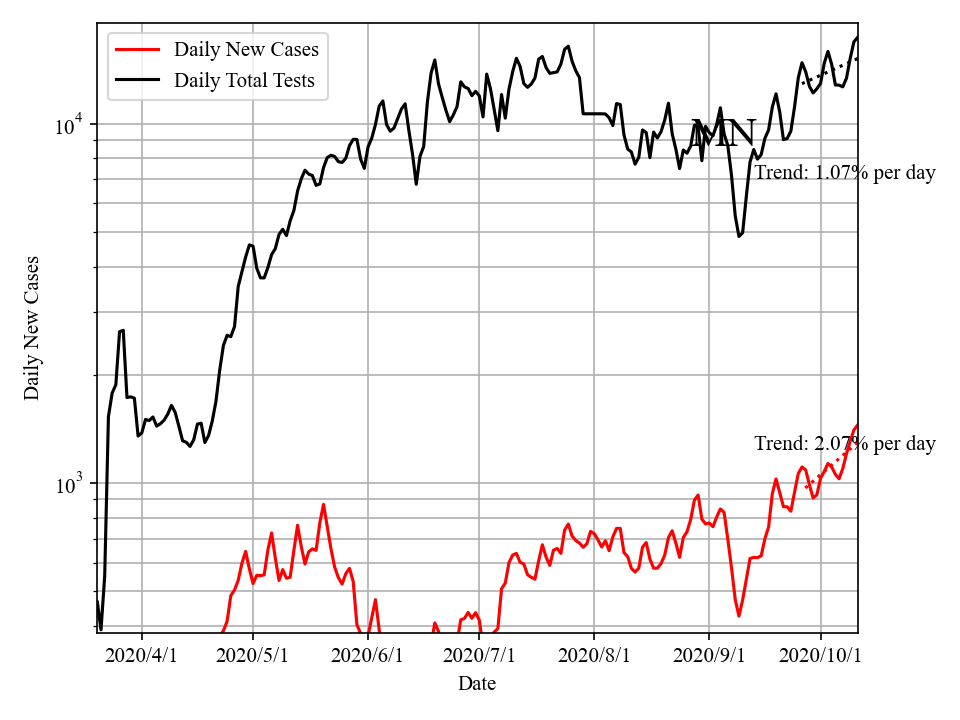 Daily New Cases
Daily Total Tests
10^4
MN
Trend: 1.07% per day
Daily New Cases
Trend: 2.07% per day
10^3
2020/4/1 2020/5/1 2020/6/1 2020/7/1 2020/8/1 2020/9/1 2020/10/1
Date